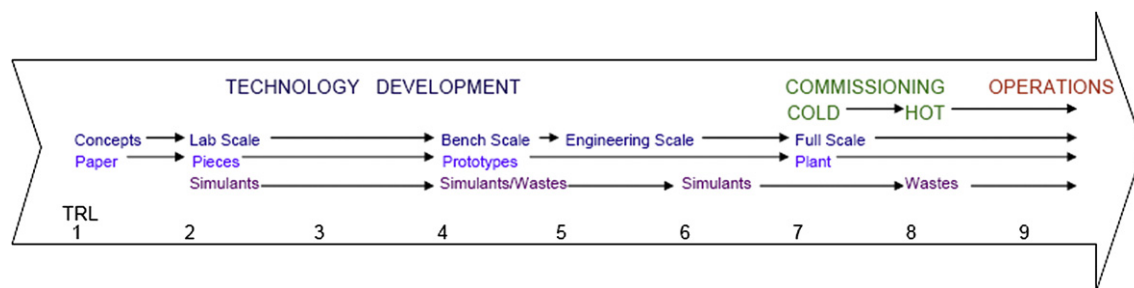 TECHNOLOGY DEVELOPMENT COMMISSIONING OPERATIONS
COLD HOT
Concepts Lab Scale Bench Scale Engineering Scale Full Scale
Paper Pieces Prototypes Plant
Simulants Simulants/Wastes Simulants Wastes
TRL
1 2 3 4 5 6 7 8 9